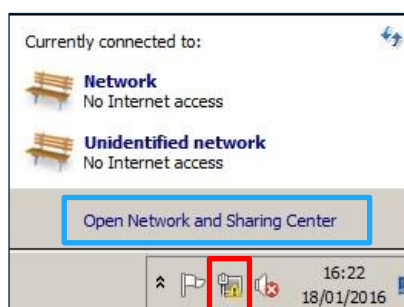 Currently connected to:
Network
No Internet access
Unidentified network
No Internet access
Open Network and Sharing Center
16:22
18/01/2016